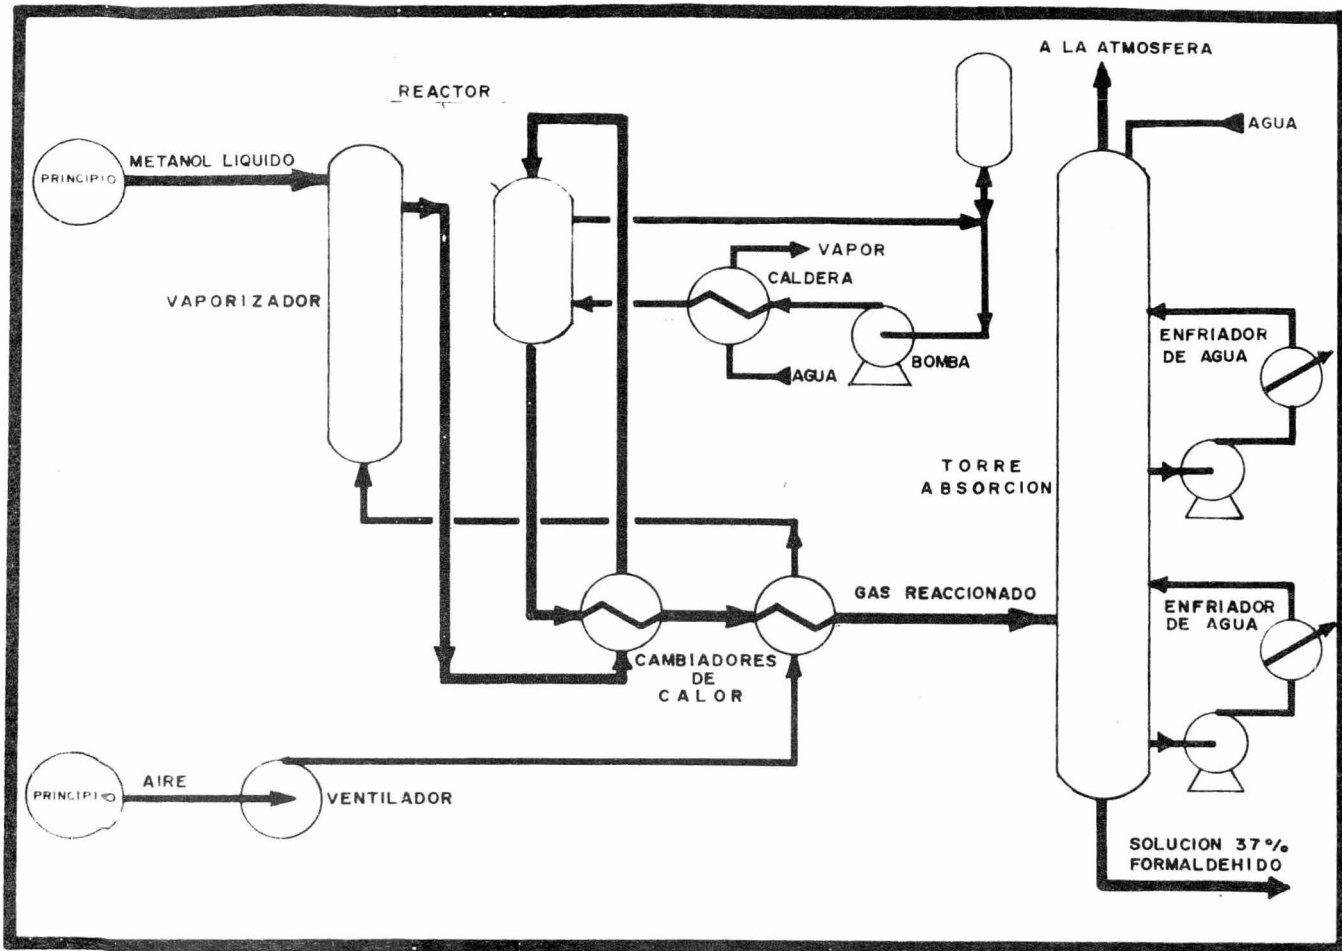 A LA ATMOSFERA
REACTOR
AGUA
METANOL LIQUIDO
PRINCIPIO
VAPOR
CALDERA
VAPORIZADOR
ENFRIADOR
DE AGUA
BOMBA
AGUA
TORRE
ABSORCION
GAS REACCIONADO
ENFRIADOR
DE AGUA
CAMBIADORES
DE
CALOR
AIRE
PRINCIPIO
VENTILADOR
SOLUCION 37%
FORMALDEHIDO